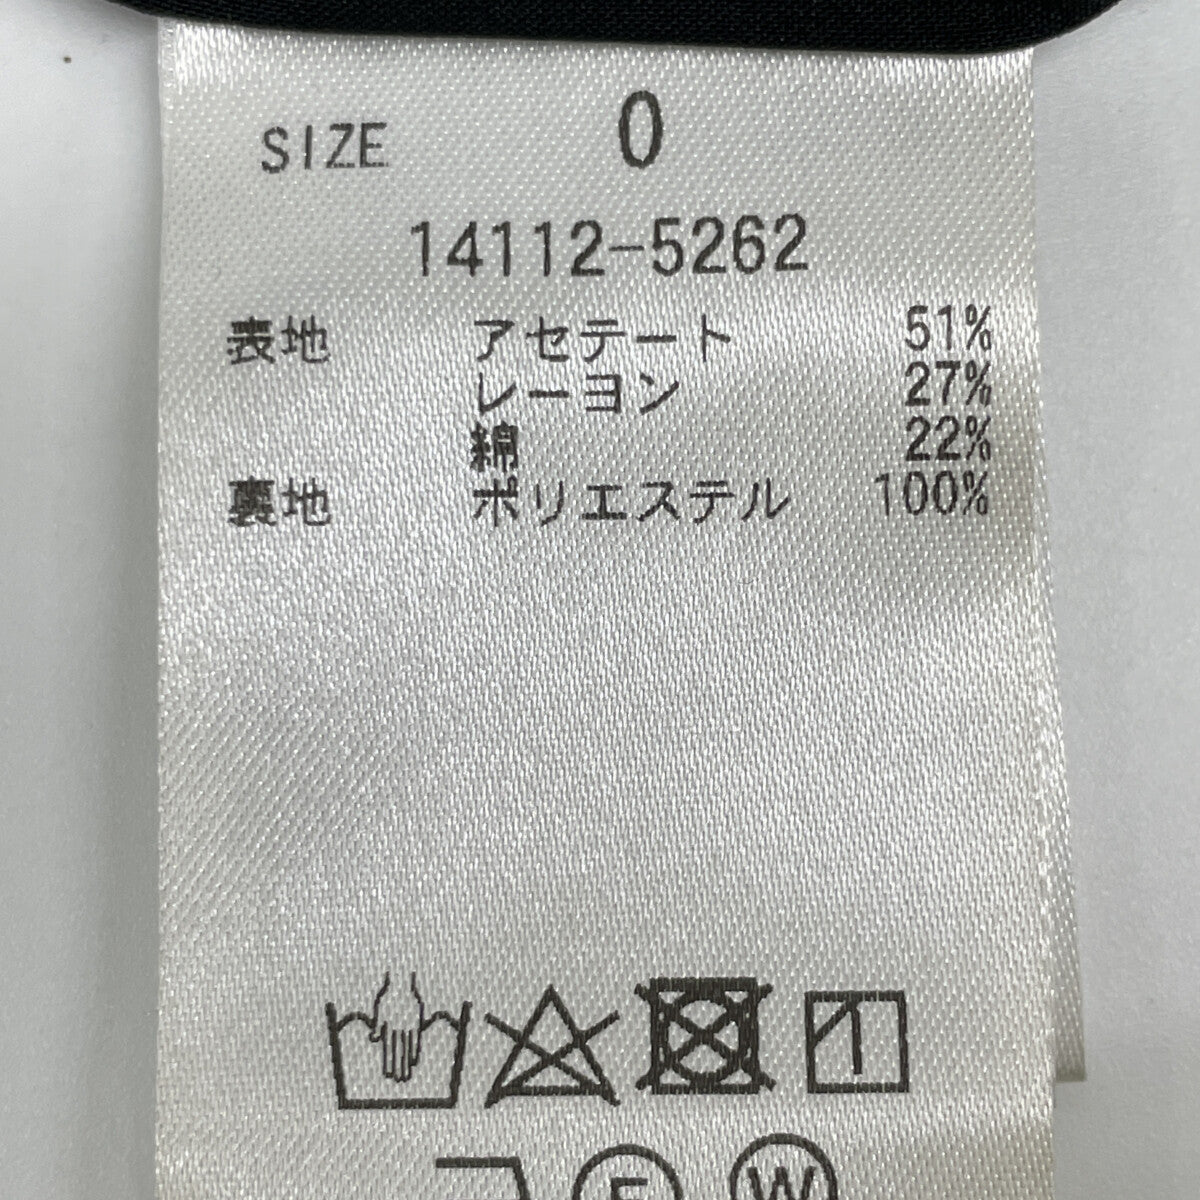 SIZE 0
14112-5262
表地 アセテート 51%
レーヨン 27%
綿 22%
裏地 ポリエステル 100%
F W